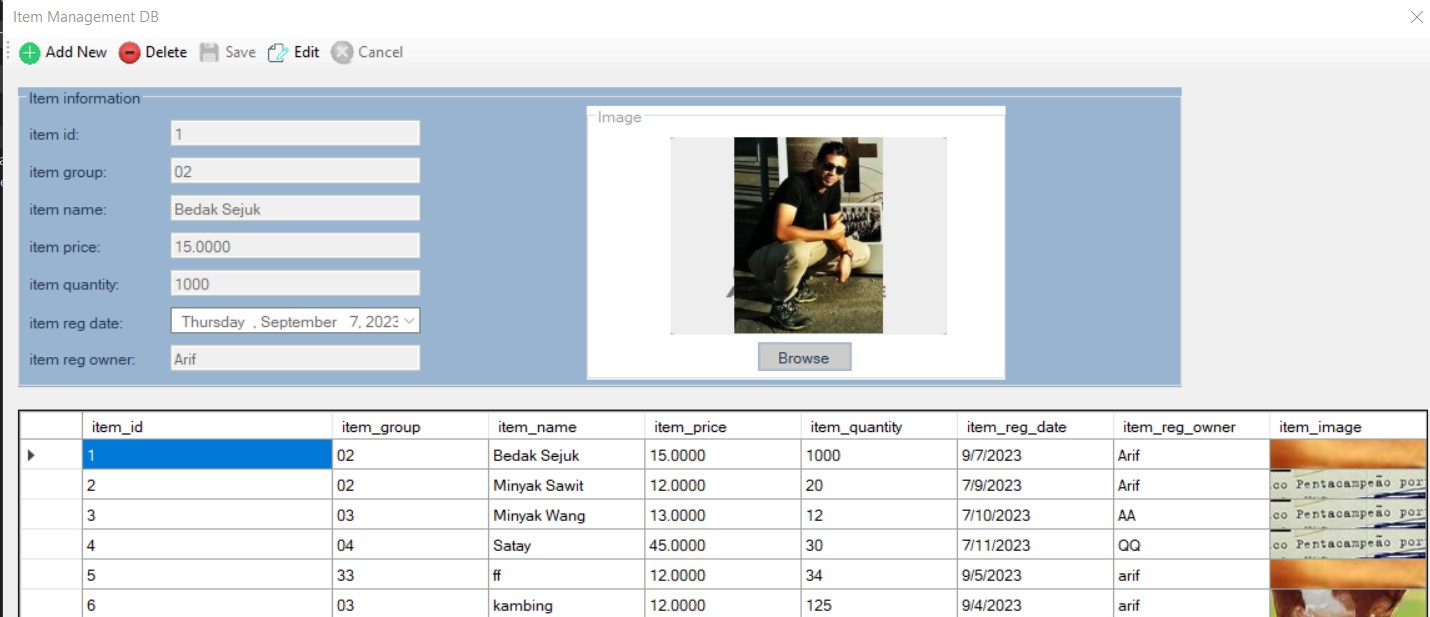 Item Management DB
Add New Delete Save Edit Cancel
Item information
Image
item id: 1
item group: 02
item name: Bedak Sejuk
item price: 15.0000
item quantity: 1000
item reg date: Thursday , September 7, 2023
item reg owner: Arif
Browse
item_id item_group item_name item_price item_quantity item_reg_date item_reg_owner item_image
1 02 Bedak Sejuk 15.0000 1000 9/7/2023 Arif
2 02 Minyak Sawit 12.0000 20 7/9/2023 Arif co Pentacampeão por
3 03 Minyak Wang 13.0000 12 7/10/2023 AA co Pentacampeão por
4 04 Satay 45.0000 30 7/11/2023 QQ co Pentacampeão por
5 33 ff 12.0000 34 9/5/2023 arif
6 03 kambing 12.0000 125 9/4/2023 arif